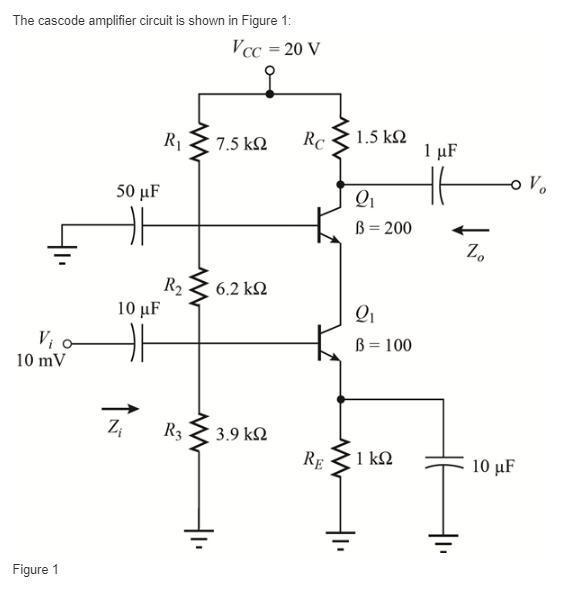 The cascode amplifier circuit is shown in Figure 1:
V_CC = 20 V
R_1 7.5 kΩ
R_C 1.5 kΩ
1 µF
50 µF
V_o
Q_1
ß = 200
Z_o
R_2 6.2 kΩ
10 µF
Q_1
ß = 100
V_i
10 mV
Z_i
R_3 3.9 kΩ
R_E 1 kΩ
10 µF
Figure 1